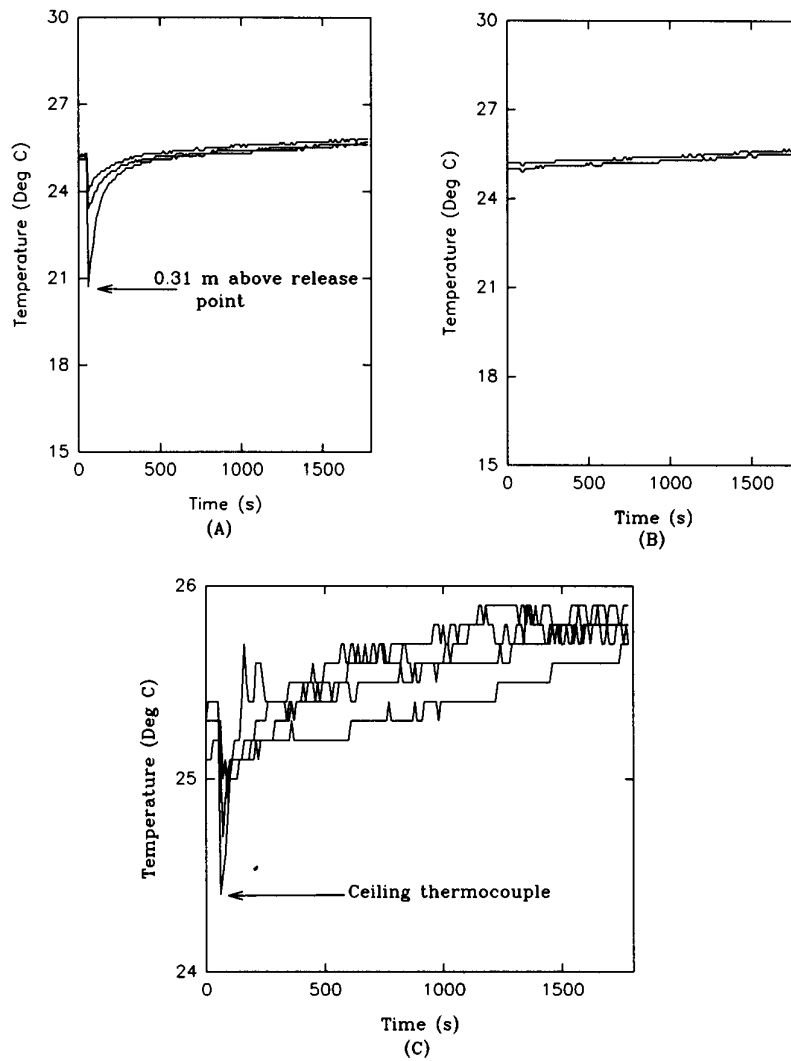 30
27
24
21
18
15
Temperature (Deg C)
0.31 m above release
point
0
500
1000
1500
Time (s)
(A)
30
27
24
21
18
15
Temperature (Deg C)
0
500
1000
1500
Time (s)
(B)
26
25
24
Temperature (Deg C)
Ceiling thermocouple
0
500
1000
1500
Time (s)
(C)